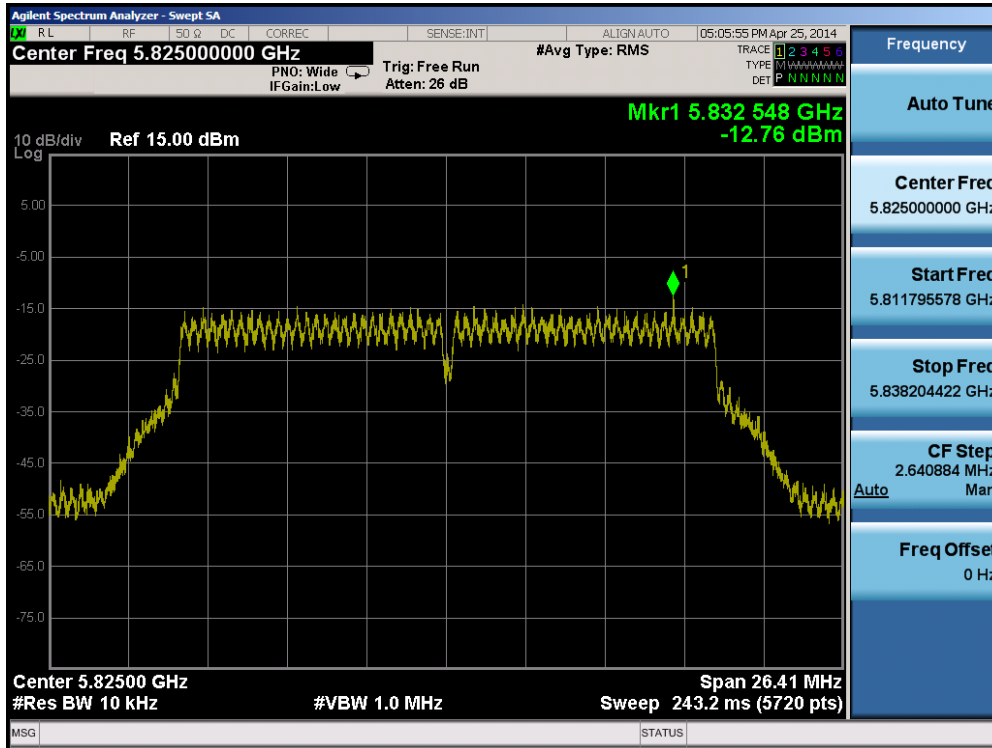 Agilent Spectrum Analyzer - Swept SA
LXI RL RF 50 Ω DC CORREC SENSE:INT ALIGN AUTO 05:05:55 PM Apr 25, 2014
Center Freq 5.825000000 GHz
PNO: Wide
IFGain:Low
Trig: Free Run
Atten: 26 dB
#Avg Type: RMS
TRACE 1 2 3 4 5 6
TYPE M WWWWW
DET P N N N N N
Mkr1 5.832 548 GHz
-12.76 dBm
10 dB/div Ref 15.00 dBm
Log
5.00
-5.00
-15.0
-25.0
-35.0
-45.0
-55.0
-65.0
-75.0
1
Center 5.82500 GHz Span 26.41 MHz
#Res BW 10 kHz #VBW 1.0 MHz Sweep 243.2 ms (5720 pts)
MSG STATUS
Frequency
Auto Tune
Center Freq
5.825000000 GHz
Start Freq
5.811795578 GHz
Stop Freq
5.838204422 GHz
CF Step
2.640884 MHz
Auto Man
Freq Offset
0 Hz